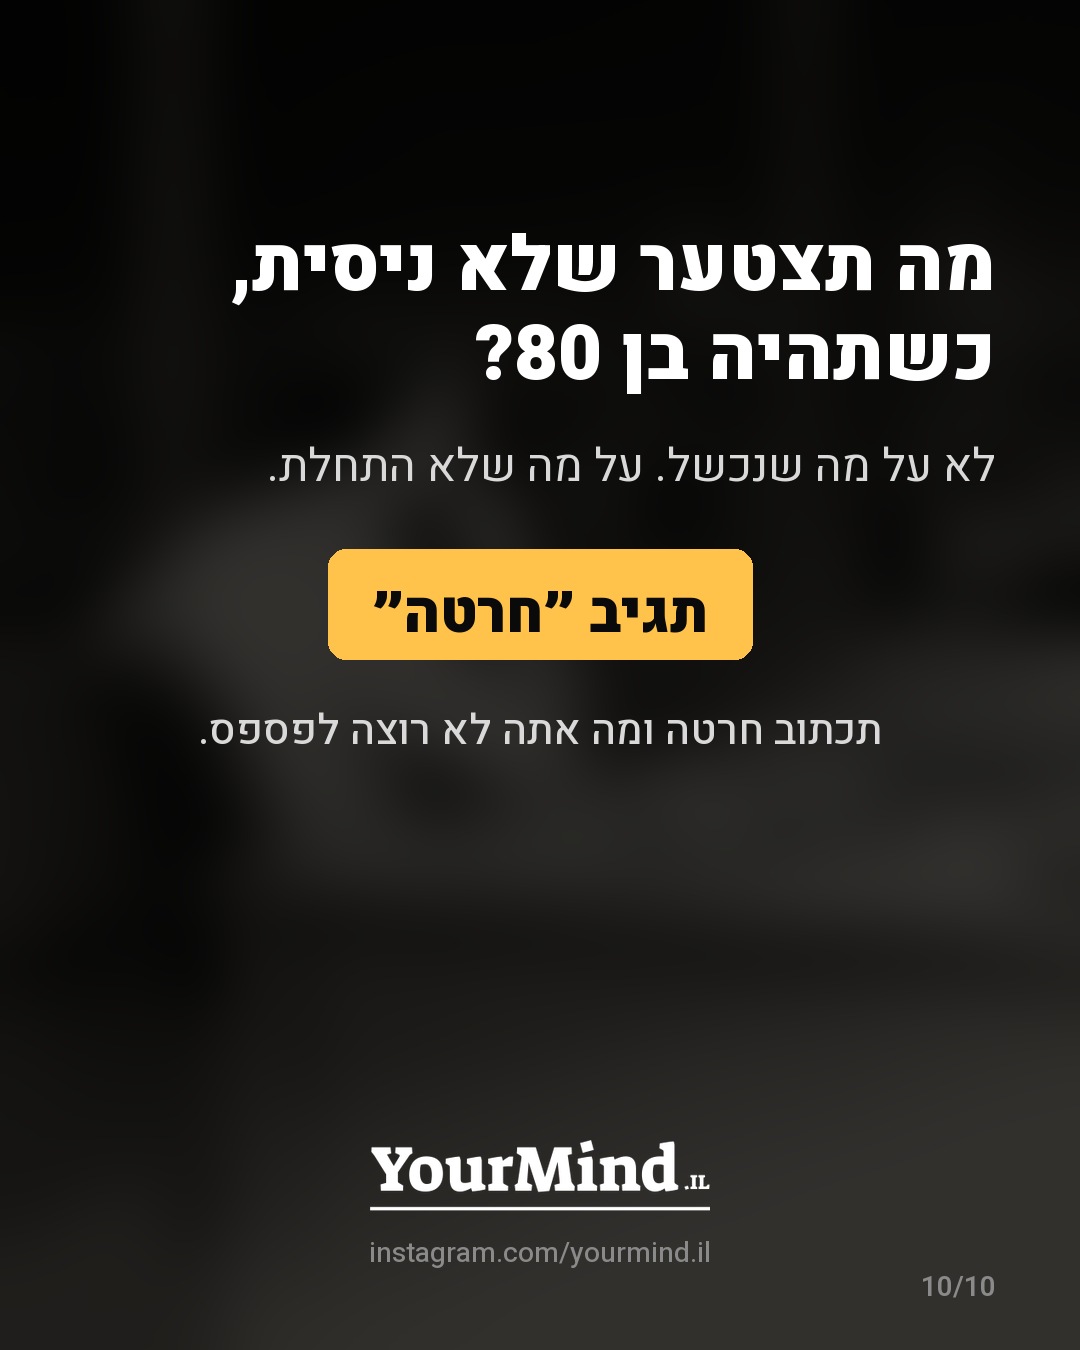 מה תצטער שלא ניסית,
כשתהיה בן 80?
לא על מה שנכשל. על מה שלא התחלת.
תגיב ”חרטה”
תכתוב חרטה ומה אתה לא רוצה לפספס.
YourMind.IL
instagram.com/yourmind.il
10/10